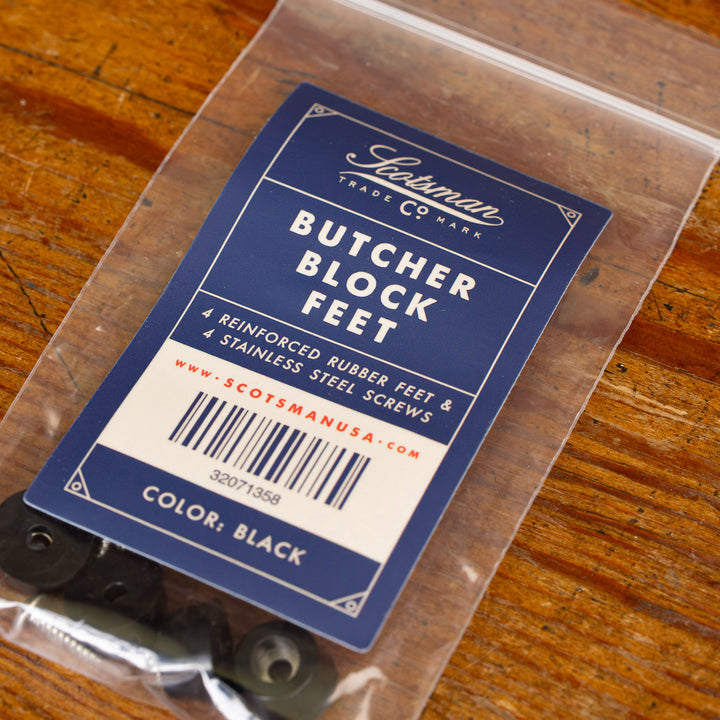 Scotsman
TRADE Co MARK
BUTCHER
BLOCK
FEET
4 REINFORCED RUBBER FEET &
4 STAINLESS STEEL SCREWS
www.SCOTSMANUSA.com
32071358
COLOR: BLACK